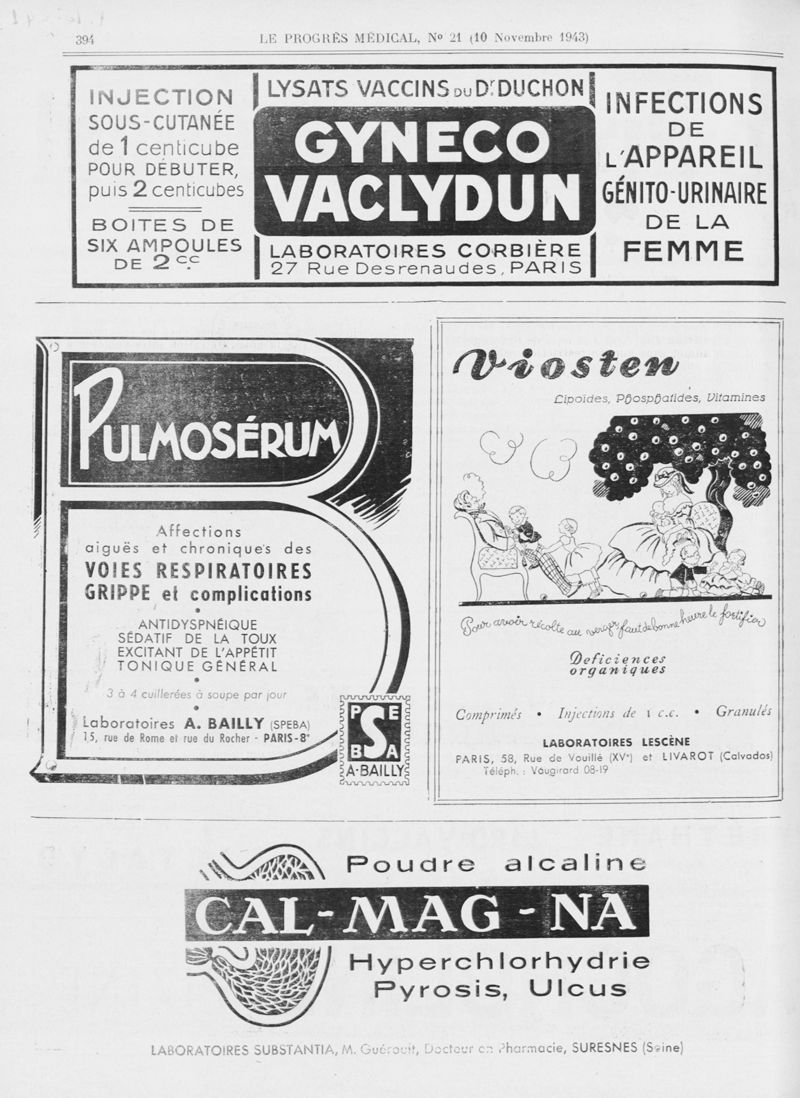 394
LE PROGRÈS MÉDICAL, No 21 (10 Novembre 1943)
INJECTION
SOUS-CUTANÉE
de 1 centicube
POUR DÉBUTER,
puis 2 centicubes
BOITES DE
SIX AMPOULES
DE 2 c.c.
LYSATS VACCINS DU Dr DUCHON
GYNECO
VACLYDUN
LABORATOIRES CORBIÈRE
27 Rue Desrenaudes, PARIS
INFECTIONS
DE
L'APPAREIL
GÉNITO-URINAIRE
DE LA
FEMME
PULMOSÉRUM
Affections
aiguës et chroniques des
VOIES RESPIRATOIRES
GRIPPE et complications
•
ANTIDYSPNÉIQUE
SÉDATIF DE LA TOUX
EXCITANT DE L'APPÉTIT
TONIQUE GÉNÉRAL
•
3 à 4 cuillerées à soupe par jour
•
Laboratoires A. BAILLY (SPEBA)
15, rue de Rome et rue du Rocher - PARIS-8e
SPEBA
A·BAILLY
Viosten
Lipoides, Phosphatides, Vitamines
Pour avoir récolte au verger faut de bonne heure le fortifier
Deficiences
organiques
Comprimés • Injections de 1 c.c. • Granulés
LABORATOIRES LESCÈNE
PARIS, 58, Rue de Vouillé (XVe) et LIVAROT (Calvados)
Téléph. : Vaugirard 08-19
Poudre alcaline
CAL-MAG-NA
Hyperchlorhydrie
Pyrosis, Ulcus
LABORATOIRES SUBSTANTIA, M. Guéroult, Docteur en Pharmacie, SURESNES (Seine)